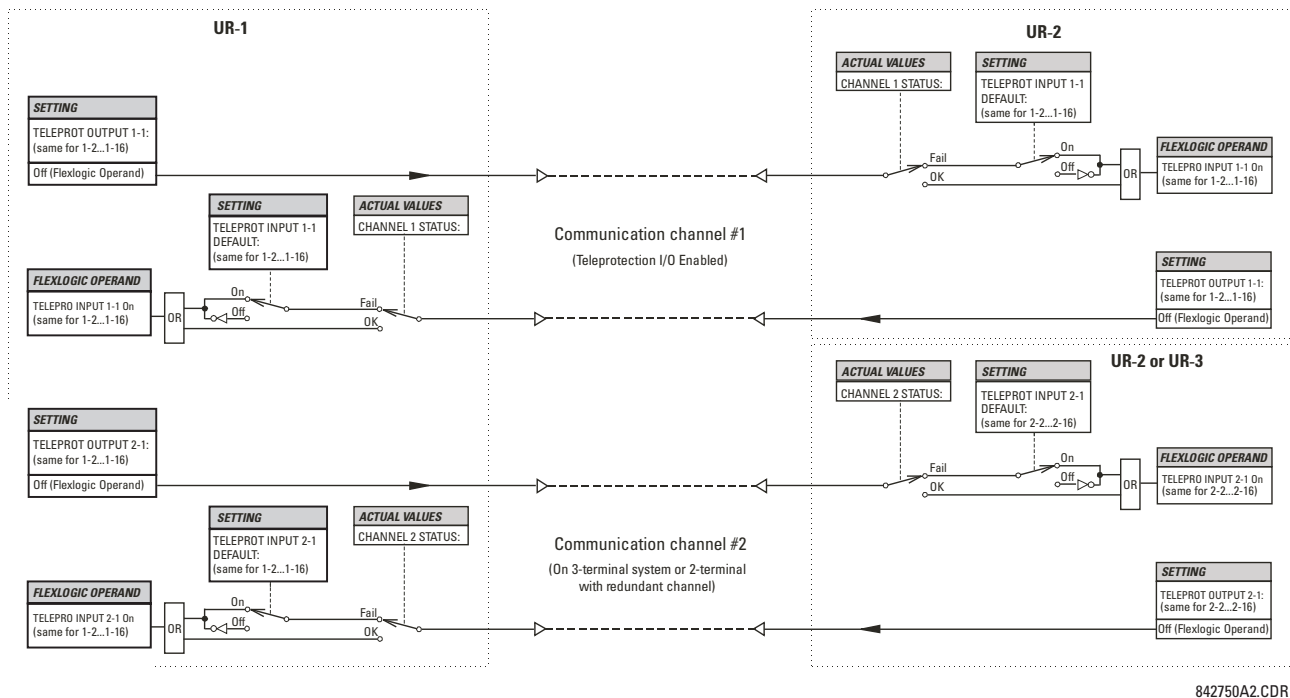 UR-1
SETTING
TELEPROT OUTPUT 1-1:
(same for 1-2...1-16)
Off (Flexlogic Operand)
SETTING
TELEPROT INPUT 1-1
DEFAULT:
(same for 1-2...1-16)
ACTUAL VALUES
CHANNEL 1 STATUS:
FLEXLOGIC OPERAND
TELEPRO INPUT 1-1 On
(same for 1-2...1-16)
OR
On
Off
Fail
OK
Communication channel #1
(Teleprotection I/O Enabled)
UR-2
ACTUAL VALUES
CHANNEL 1 STATUS:
SETTING
TELEPROT INPUT 1-1
DEFAULT:
(same for 1-2...1-16)
Fail
OK
On
Off
OR
FLEXLOGIC OPERAND
TELEPRO INPUT 1-1 On
(same for 1-2...1-16)
SETTING
TELEPROT OUTPUT 1-1:
(same for 1-2...1-16)
Off (Flexlogic Operand)
SETTING
TELEPROT OUTPUT 2-1:
(same for 1-2...1-16)
Off (Flexlogic Operand)
SETTING
TELEPROT INPUT 2-1
DEFAULT:
(same for 1-2...1-16)
ACTUAL VALUES
CHANNEL 2 STATUS:
FLEXLOGIC OPERAND
TELEPRO INPUT 2-1 On
(same for 1-2...1-16)
OR
On
Off
Fail
OK
Communication channel #2
(On 3-terminal system or 2-terminal
with redundant channel)
UR-2 or UR-3
ACTUAL VALUES
CHANNEL 2 STATUS:
SETTING
TELEPROT INPUT 2-1
DEFAULT:
(same for 2-2...2-16)
Fail
OK
On
Off
OR
FLEXLOGIC OPERAND
TELEPRO INPUT 2-1 On
(same for 2-2...2-16)
SETTING
TELEPROT OUTPUT 2-1:
(same for 2-2...2-16)
Off (Flexlogic Operand)
842750A2.CDR